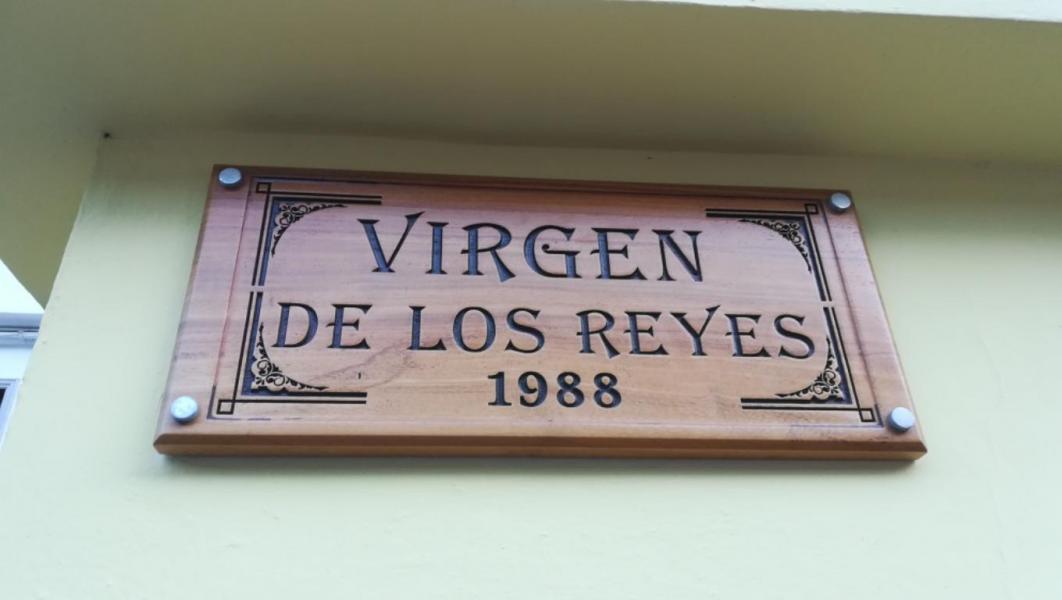 VIRGEN
DE LOS REYES
1988